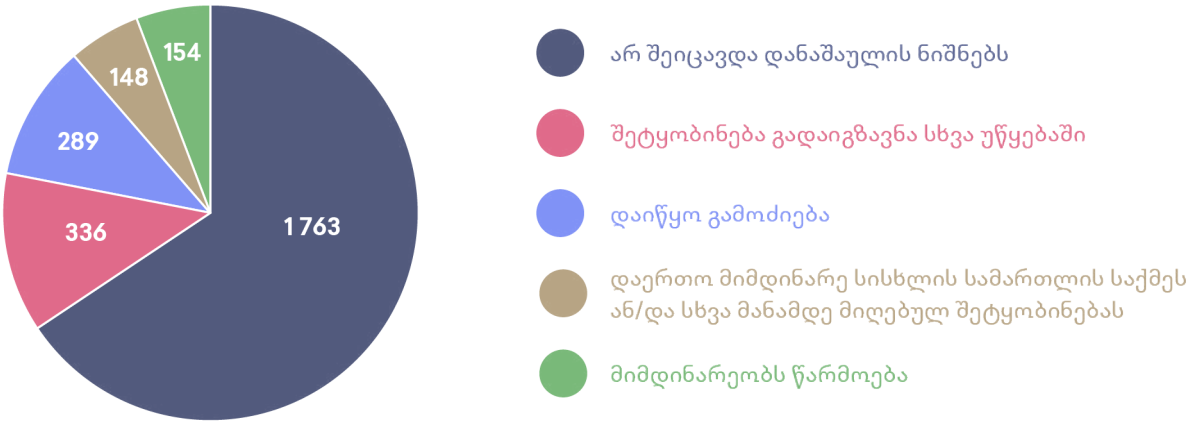 154
148
289
336
1 763
არ შეიცავდა დანაშაულის ნიშნებს
შეტყობინება გადაიგზავნა სხვა უწყებაში
დაიწყო გამოძიება
დაერთო მიმდინარე სისხლის სამართლის საქმეს
ან/და სხვა მანამდე მიღებულ შეტყობინებას
მიმდინარეობს წარმოება